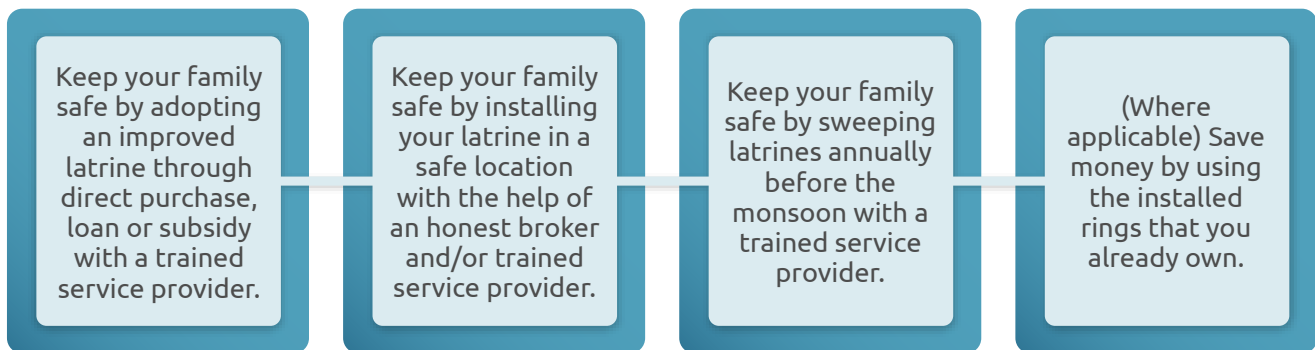 Keep your family
safe by adopting
an improved
latrine through
direct purchase,
loan or subsidy
with a trained
service provider.
Keep your family
safe by installing
your latrine in a
safe location
with the help of
an honest broker
and/or trained
service provider.
Keep your family
safe by sweeping
latrines annually
before the
monsoon with a
trained service
provider.
(Where
applicable) Save
money by using
the installed
rings that you
already own.